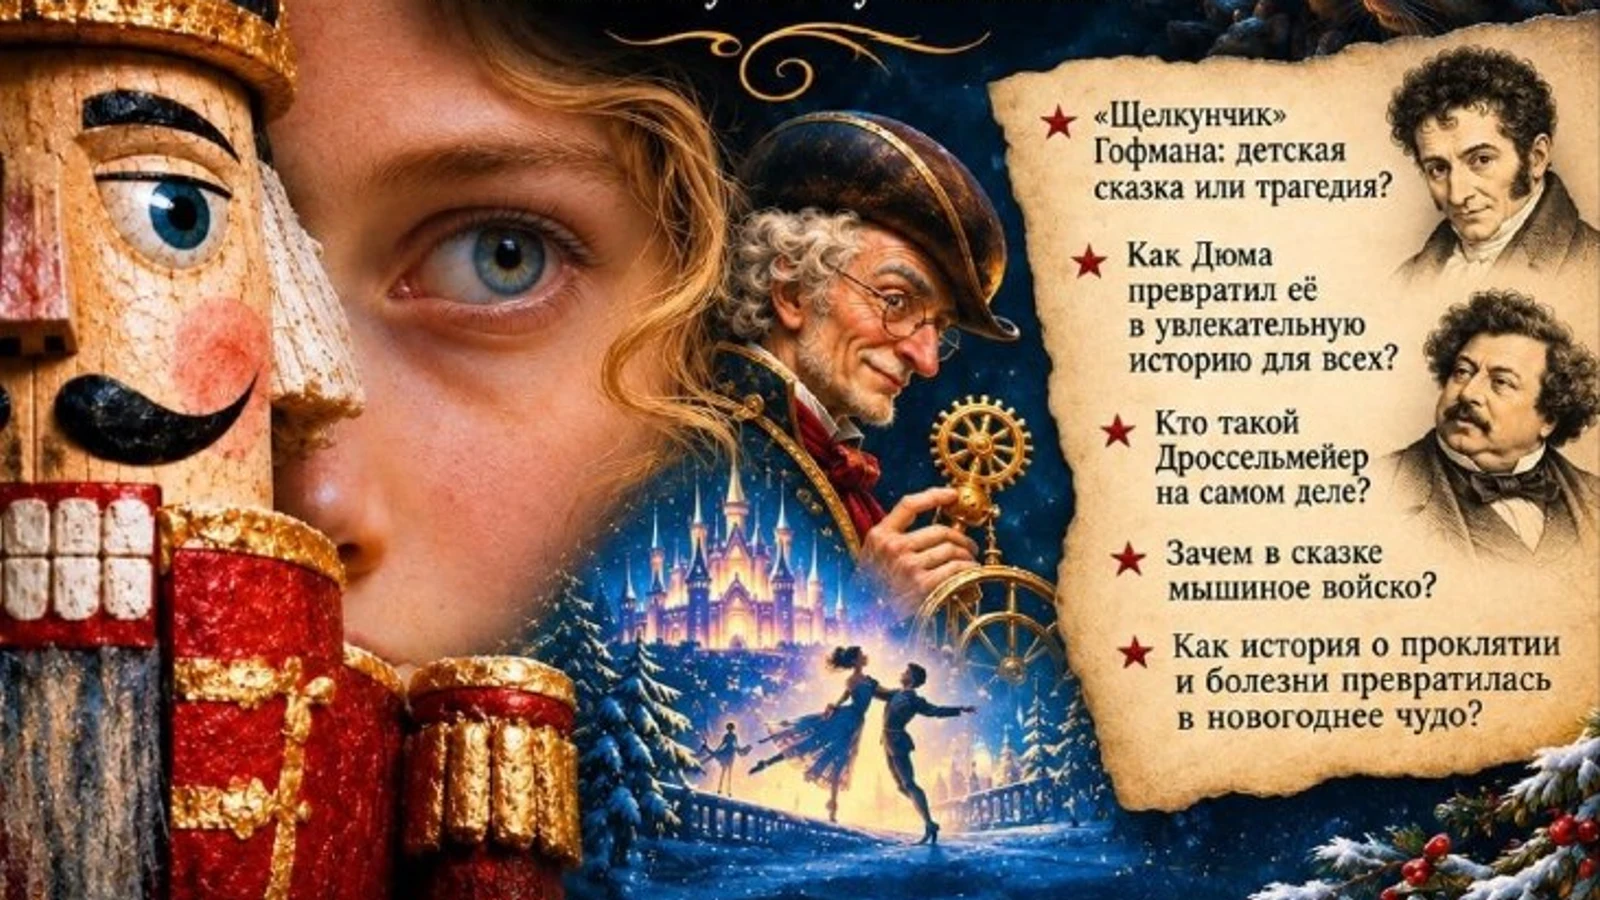 «Щелкунчик»
Гофмана: детская
сказка или трагедия?
Как Дюма
превратил её
в увлекательную
историю для всех?
Кто такой
Дроссельмейер
на самом деле?
Зачем в сказке
мышиное войско?
Как история о проклятии
и болезни превратилась
в новогоднее чудо?